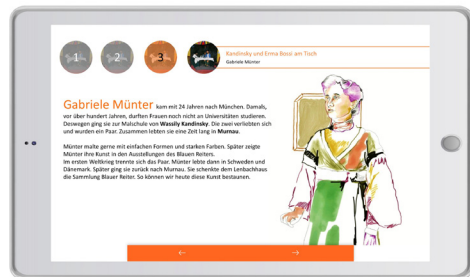 1
2
3
Kandinsky und Erma Bossi am Tisch
Gabriele Münter
Gabriele Münter kam mit 24 Jahren nach München. Damals,
vor über hundert Jahren, durften Frauen noch nicht an Universitäten studieren.
Deswegen ging sie zur Malschule von Wassily Kandinsky. Die zwei verliebten sich
und wurden ein Paar. Zusammen lebten sie eine Zeit lang in Murnau.
Münter malte gerne mit einfachen Formen und starken Farben. Später zeigte
Münter ihre Kunst in den Ausstellungen des Blauen Reiters.
Im ersten Weltkrieg trennte sich das Paar. Münter lebte dann in Schweden und
Dänemark. Später ging sie zurück nach Murnau. Sie schenkte dem Lenbachhaus
die Sammlung Blauer Reiter. So können wir heute diese Kunst bestaunen.